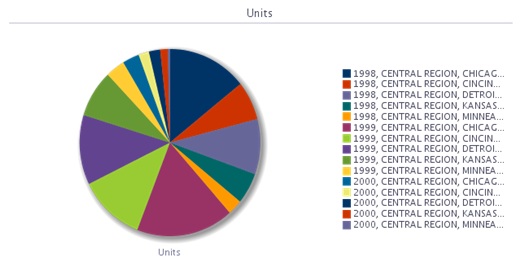 Units
1998, CENTRAL REGION, CHICAG...
1998, CENTRAL REGION, CINCIN...
1998, CENTRAL REGION, DETROI...
1998, CENTRAL REGION, KANSAS...
1998, CENTRAL REGION, MINNEA...
1999, CENTRAL REGION, CHICAG...
1999, CENTRAL REGION, CINCIN...
1999, CENTRAL REGION, DETROI...
1999, CENTRAL REGION, KANSAS...
1999, CENTRAL REGION, MINNEA...
2000, CENTRAL REGION, CHICAG...
2000, CENTRAL REGION, CINCIN...
2000, CENTRAL REGION, DETROI...
2000, CENTRAL REGION, KANSAS...
2000, CENTRAL REGION, MINNEA...
Units